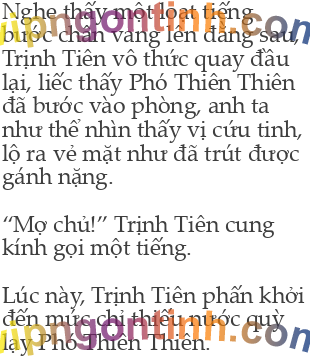 Nghe thấy một loạt tiếng
bước chân vang lên đằng sau,
Trịnh Tiên vô thức quay đầu
lại, liếc thấy Phó Thiên Thiên
đã bước vào phòng, anh ta
như thể nhìn thấy vị cứu tinh,
lộ ra vẻ mặt như đã trút được
gánh nặng.
“Mợ chủ!” Trịnh Tiên cung
kính gọi một tiếng.
Lúc này, Trịnh Tiên phấn khởi
đến mức chỉ thiếu nước quỳ
lạy Phó Thiên Thiên.
vipngontinh.com
vipngontinh.com